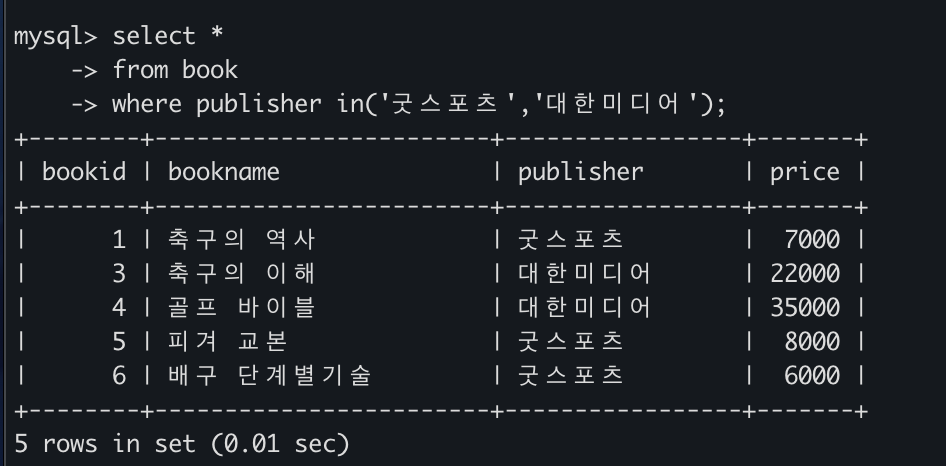 mysql> select *
    -> from book
    -> where publisher in('굿스포츠','대한미디어');
+--------+------------------------+-----------------+-------+
| bookid | bookname               | publisher       | price |
+--------+------------------------+-----------------+-------+
|      1 | 축구의 역사            | 굿스포츠        |  7000 |
|      3 | 축구의 이해            | 대한미디어      | 22000 |
|      4 | 골프 바이블            | 대한미디어      | 35000 |
|      5 | 피겨 교본              | 굿스포츠        |  8000 |
|      6 | 배구 단계별기술        | 굿스포츠        |  6000 |
+--------+------------------------+-----------------+-------+
5 rows in set (0.01 sec)